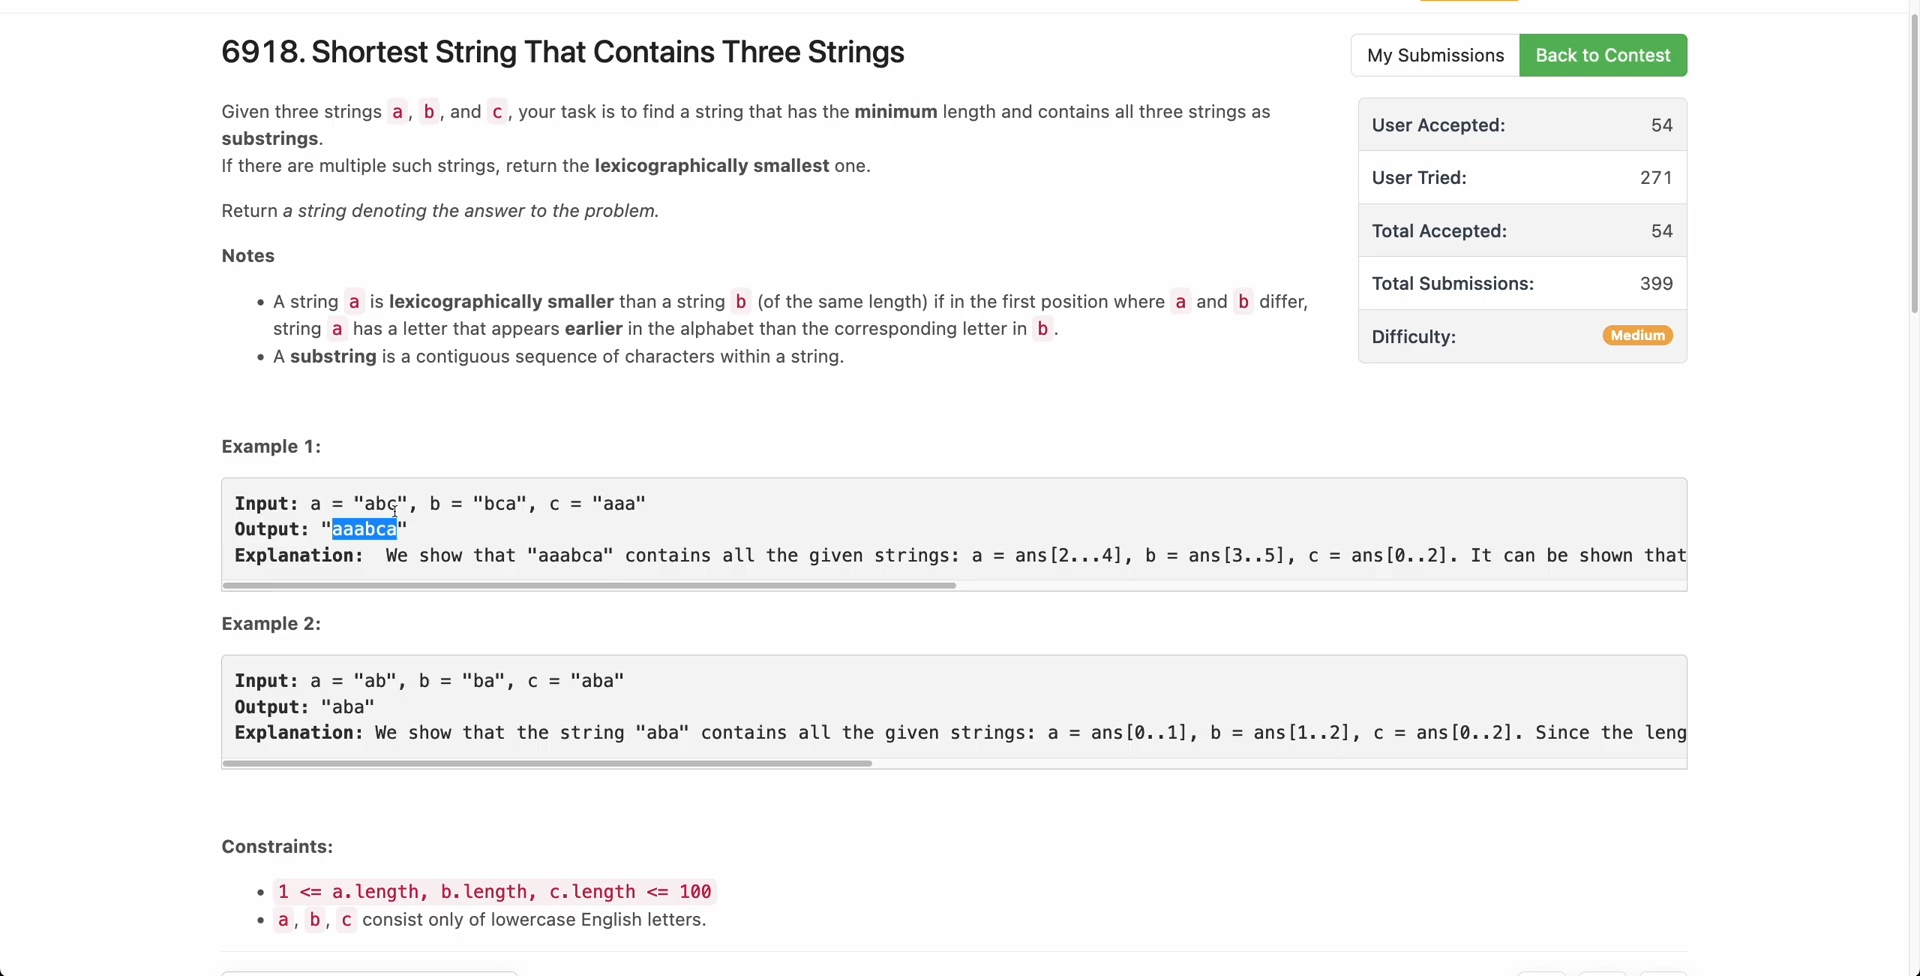 6918. Shortest String That Contains Three Strings
My Submissions
Back to Contest
Given three strings a, b, and c, your task is to find a string that has the minimum length and contains all three strings as
substrings.
If there are multiple such strings, return the lexicographically smallest one.
Return a string denoting the answer to the problem.
Notes
• A string a is lexicographically smaller than a string b (of the same length) if in the first position where a and b differ,
string a has a letter that appears earlier in the alphabet than the corresponding letter in b.
• A substring is a contiguous sequence of characters within a string.
User Accepted: 54
User Tried: 271
Total Accepted: 54
Total Submissions: 399
Difficulty: Medium
Example 1:
Input: a = "abc", b = "bca", c = "aaa"
Output: "aaabca"
Explanation:  We show that "aaabca" contains all the given strings: a = ans[2...4], b = ans[3..5], c = ans[0..2]. It can be shown that
Example 2:
Input: a = "ab", b = "ba", c = "aba"
Output: "aba"
Explanation: We show that the string "aba" contains all the given strings: a = ans[0..1], b = ans[1..2], c = ans[0..2]. Since the leng
Constraints:
• 1 <= a.length, b.length, c.length <= 100
• a, b, c consist only of lowercase English letters.